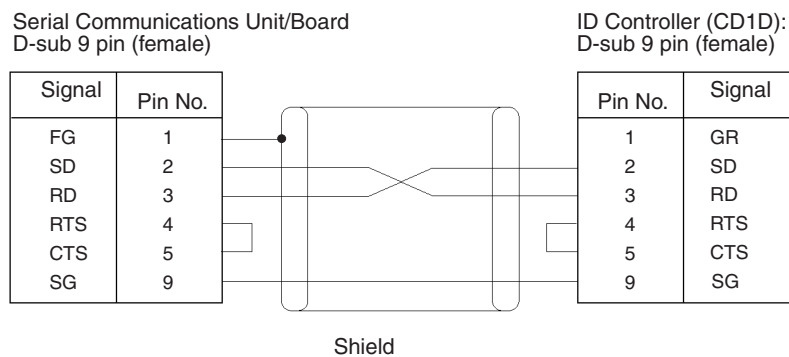 Serial Communications Unit/Board
D-sub 9 pin (female)
Signal Pin No.
FG 1
SD 2
RD 3
RTS 4
CTS 5
SG 9
ID Controller (CD1D):
D-sub 9 pin (female)
Pin No. Signal
1 GR
2 SD
3 RD
4 RTS
5 CTS
9 SG
Shield